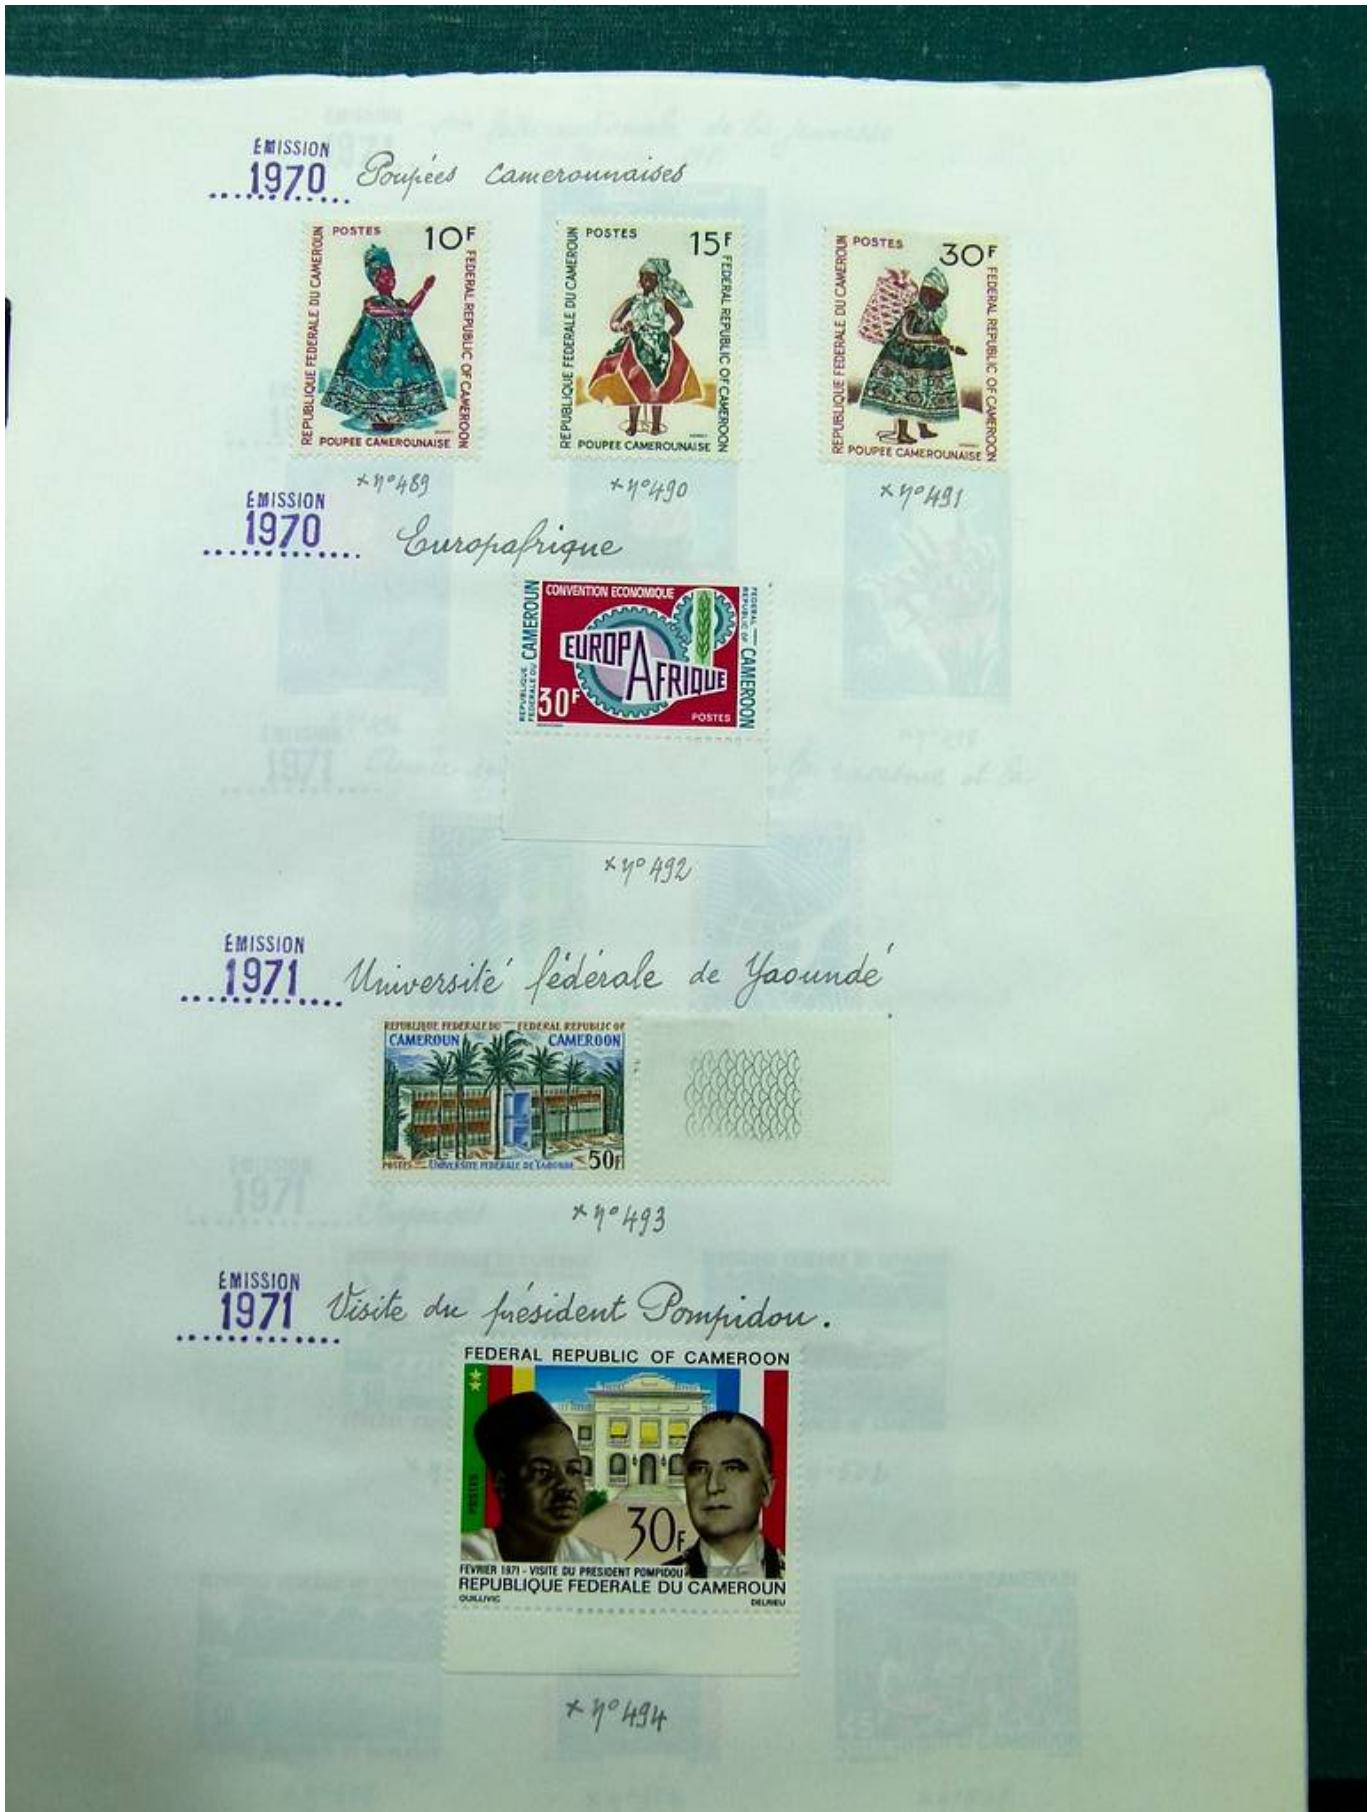 ÉMISSION
1970 Poupées camerounaises
POSTES 10F
REPUBLIQUE FEDERALE DU CAMEROUN
FEDERAL REPUBLIC OF CAMEROON
POUPEE CAMEROUNAISE
POSTES 15F
REPUBLIQUE FEDERALE DU CAMEROUN
FEDERAL REPUBLIC OF CAMEROON
POUPEE CAMEROUNAISE
POSTES 30F
REPUBLIQUE FEDERALE DU CAMEROUN
FEDERAL REPUBLIC OF CAMEROON
POUPEE CAMEROUNAISE
x n°489
x n°490
x n°491
ÉMISSION
1970 Europafrique
CONVENTION ECONOMIQUE
REPUBLIQUE FEDERALE DU CAMEROUN
FEDERAL REPUBLIC OF CAMEROON
EUROPAFRIQUE
30F
POSTES
x n°492
ÉMISSION
1971 Université fédérale de Yaoundé
REPUBLIQUE FEDERALE DU FEDERAL REPUBLIC OF
CAMEROUN CAMEROON
POSTES UNIVERSITE FEDERALE DE YAOUNDE 50F
x n°493
ÉMISSION
1971 Visite du président Pompidou.
FEDERAL REPUBLIC OF CAMEROON
POSTES
30F
FEVRIER 1971 - VISITE DU PRESIDENT POMPIDOU
REPUBLIQUE FEDERALE DU CAMEROUN
QUILLIVIC DELRIEU
x n°494